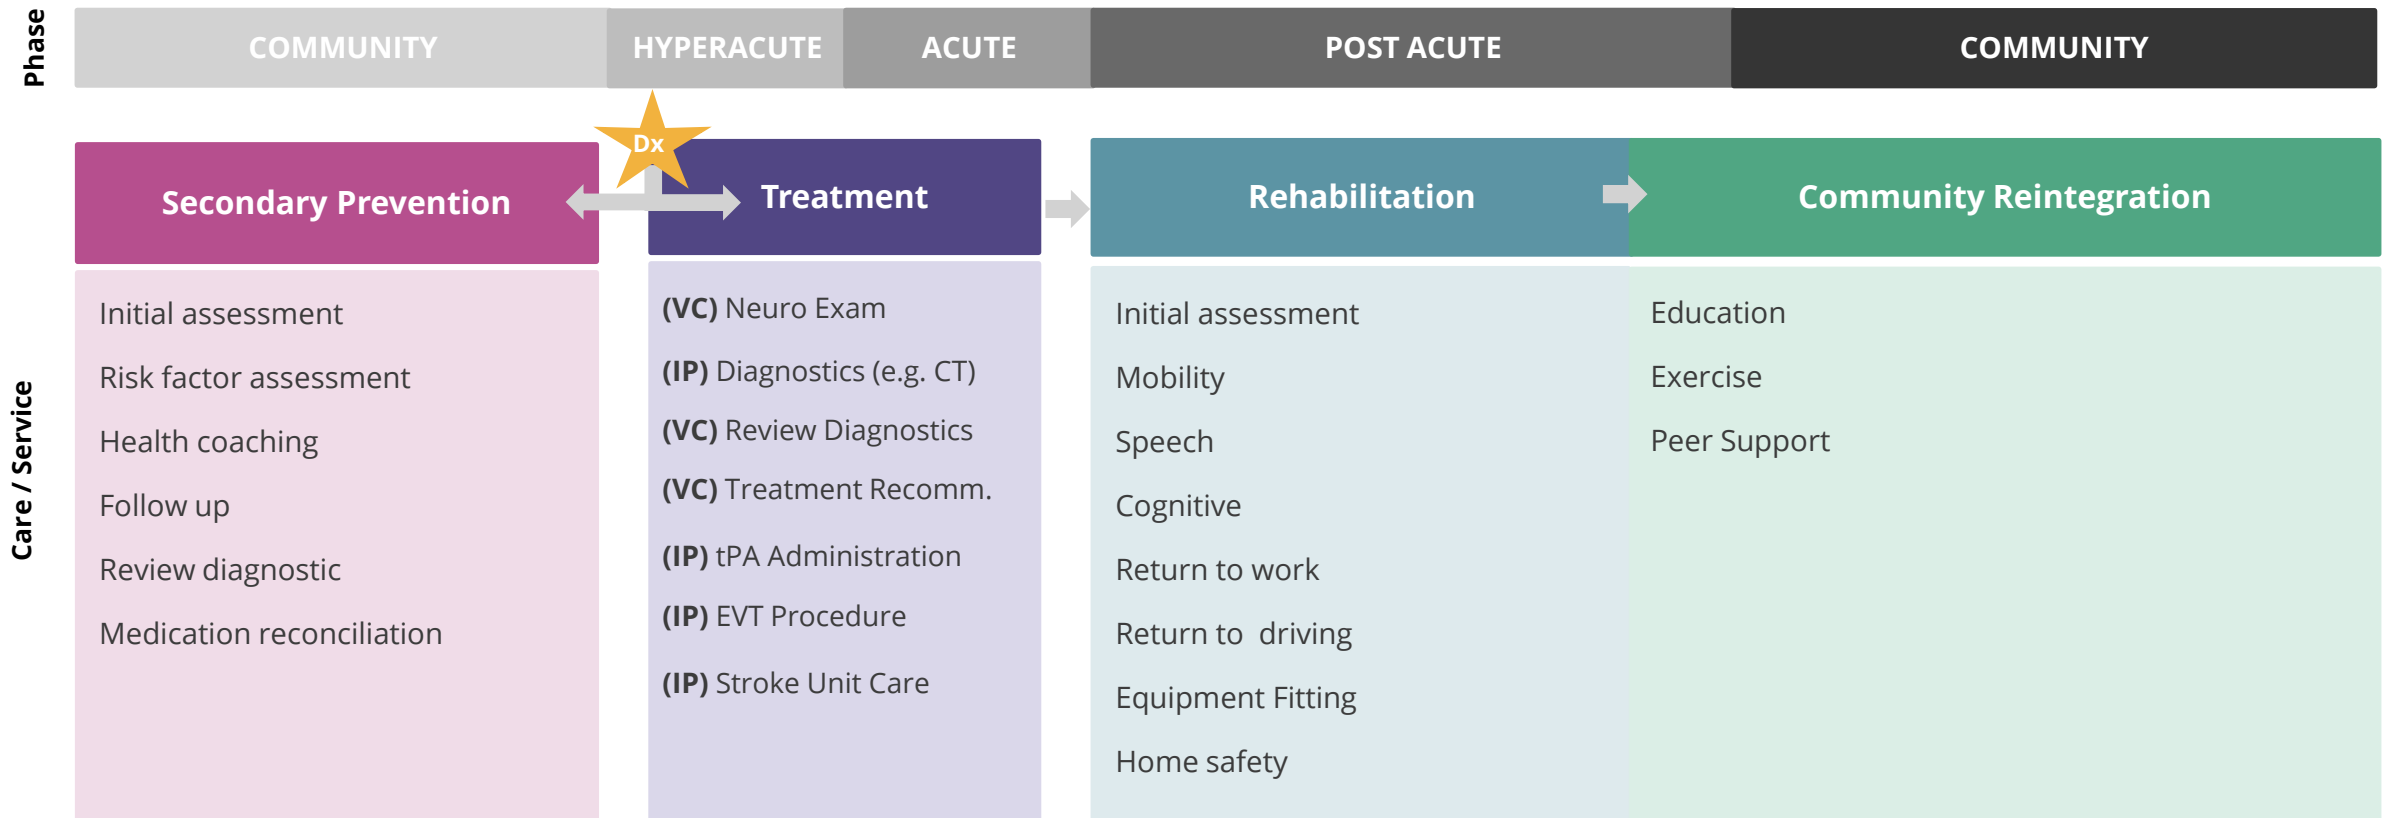 Phase
COMMUNITY
HYPERACUTE
ACUTE
POST ACUTE
COMMUNITY
Dx
Secondary Prevention
Treatment
Rehabilitation
Community Reintegration
Care / Service
Initial assessment
Risk factor assessment
Health coaching
Follow up
Review diagnostic
Medication reconciliation
(VC) Neuro Exam
(IP) Diagnostics (e.g. CT)
(VC) Review Diagnostics
(VC) Treatment Recomm.
(IP) tPA Administration
(IP) EVT Procedure
(IP) Stroke Unit Care
Initial assessment
Mobility
Speech
Cognitive
Return to work
Return to  driving
Equipment Fitting
Home safety
Education
Exercise
Peer Support